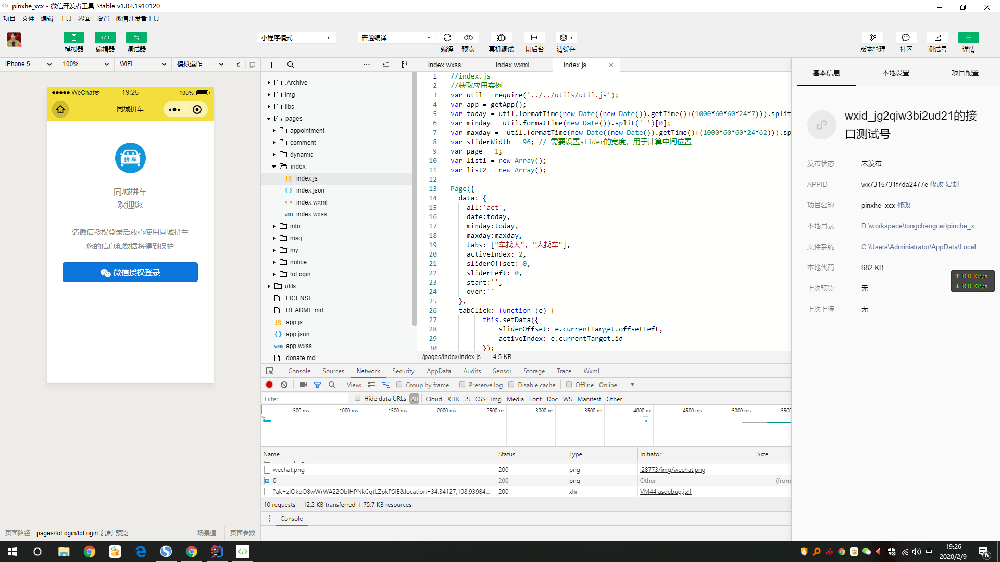 pinxhe_xcx - 微信开发者工具 Stable v1.02.1910120
项目 文件 编辑 工具 界面 设置 微信开发者工具
小程序模式 普通编译
模拟器 编辑器 调试器 编译 预览 真机调试 切后台 清缓存 版本管理 社区 测试号 详情
iPhone 5 100% WiFi 模拟操作
WeChat 19:25 100%
同城拼车
拼车
同城拼车
欢迎您
请微信授权登录后放心使用同城拼车
您的信息和数据将得到保护
微信授权登录
页面路径 pages/toLogin/toLogin 复制 预览 场景值 页面参数
.Archive
img
libs
pages
appointment
comment
dynamic
index
JS index.js
{ } index.json
< > index.wxml
wxss index.wxss
info
msg
my
notice
toLogin
utils
LICENSE
README.md
JS app.js
{ } app.json
wxss app.wxss
donate.md
index.wxss index.wxml index.js
1 //index.js
2 //获取应用实例
3 var util = require('../../utils/util.js');
4 var app = getApp();
5 var today = util.formatTime(new Date((new Date()).getTime()+(1000*60*60*24*7))).split
6 var minday = util.formatTime(new Date()).split(' ')[0];
7 var maxday =  util.formatTime(new Date((new Date()).getTime()+(1000*60*60*24*62))).sp
8 var sliderWidth = 96; // 需要设置slider的宽度，用于计算中间位置
9 var page = 1;
10 var list1 = new Array();
11 var list2 = new Array();
12
13 Page({
14 data: {
15 all:'act',
16 date:today,
17 minday:today,
18 maxday:maxday,
19 tabs: ["车找人", "人找车"],
20 activeIndex: 2,
21 sliderOffset: 0,
22 sliderLeft: 0,
23 start:'',
24 over:''
25 },
26 tabClick: function (e) {
27 this.setData({
28 sliderOffset: e.currentTarget.offsetLeft,
29 activeIndex: e.currentTarget.id
30 });
/pages/index/index.js 4.5 KB
Console Sources Network Security AppData Audits Sensor Storage Trace Wxml
View: Group by frame Preserve log Disable cache Offline Online
Filter Hide data URLs All Cloud XHR JS CSS Img Media Font Doc WS Manifest Other
500 ms 1000 ms 1500 ms 2000 ms 2500 ms 3000 ms 3500 ms 4000 ms 4500 ms 5000 ms 5500
Name Status Type Initiator Size
wechat.png 200 png :28773/img/wechat.png
0 200 png Other (from
?ak=zIOkoO8wWrWA22ObIHPNkCgtLZpkP5IE&location=34.34127,108.93984... 200 xhr VM44 asdebug.js:1
10 requests | 12.2 KB transferred | 75.7 KB resources
Console
基本信息 本地设置 项目配置
wxid_jg2qiw3bi2ud21的接
口测试号
发布状态 未发布
APPID wx7315731f7da2477e 修改 复制
项目名称 pinxhe_xcx 修改
本地目录 D:\workspace\tongchengcar\pinche_x...
文件系统 C:\Users\Administrator\AppData\Local...
本地代码 682 KB
上次预览 无
上次上传 无
↑ 0.0 KB/s
↓ 0.0 KB/s
中 19:26
2020/2/9
6